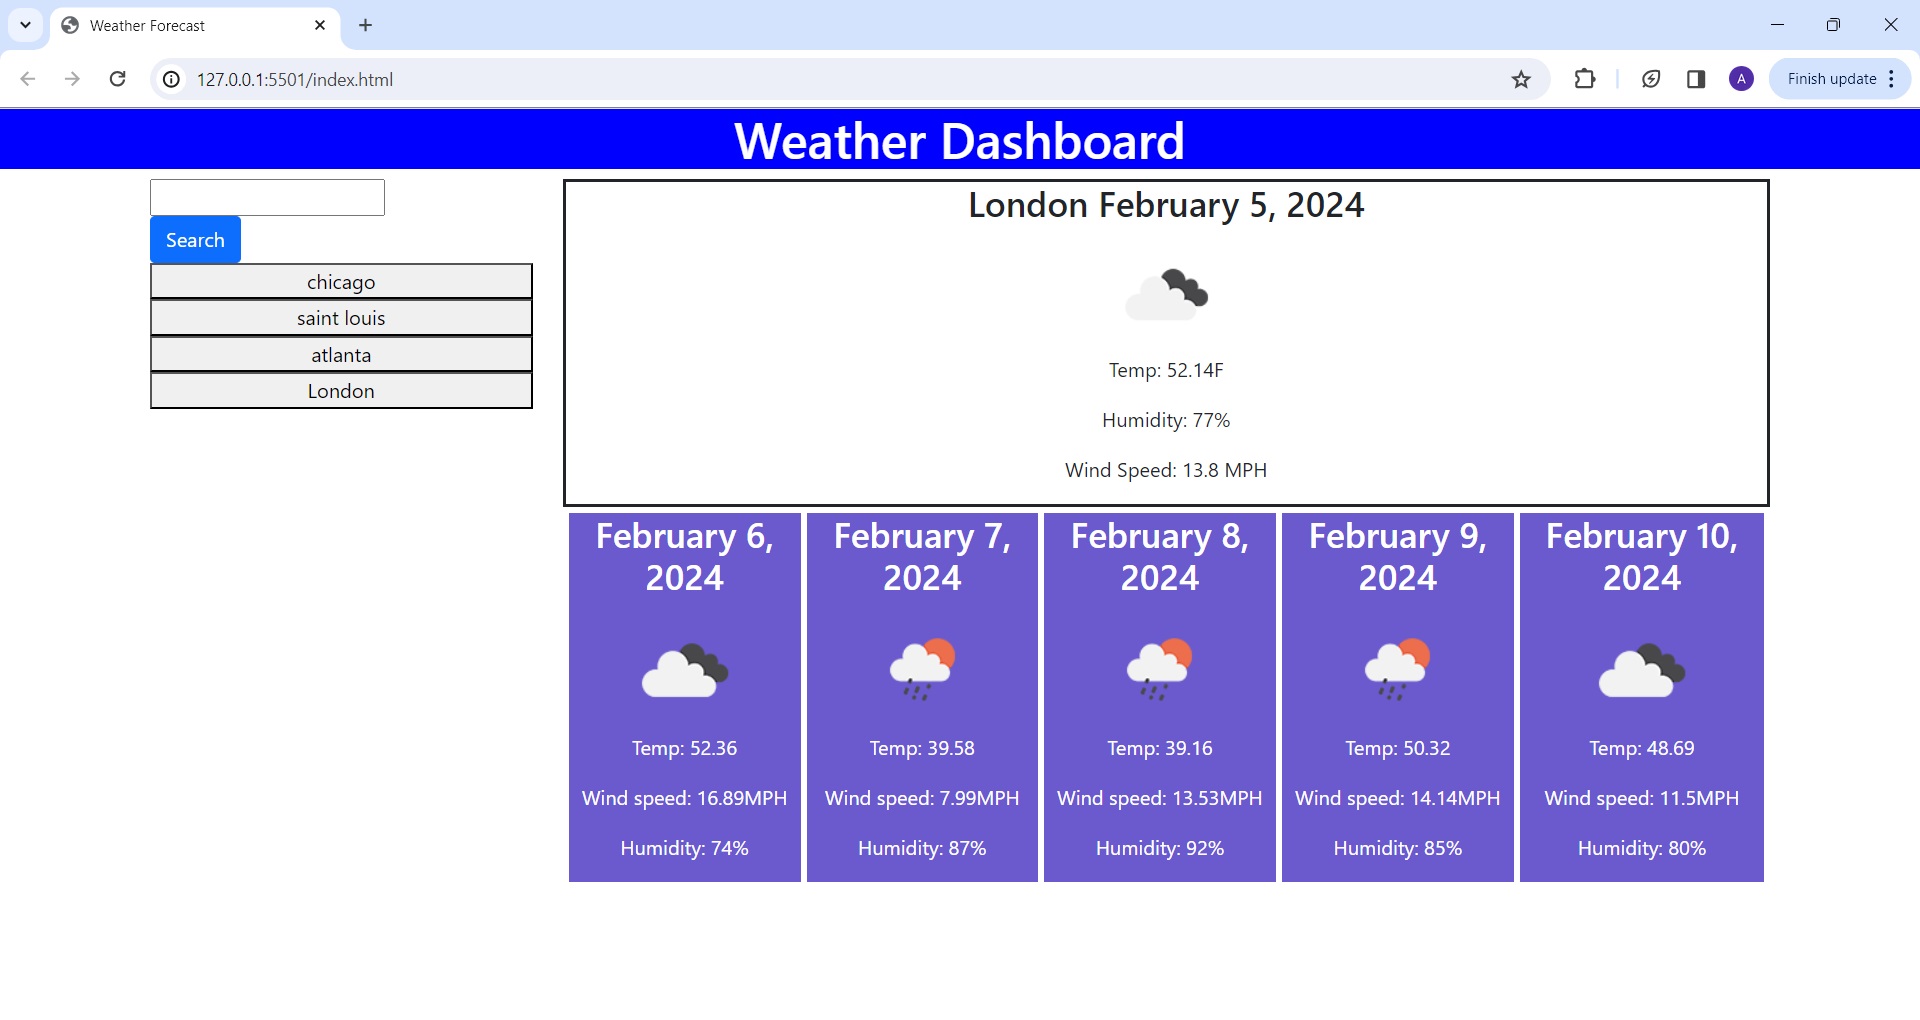 Weather Forecast
127.0.0.1:5501/index.html
A
Finish update
Weather Dashboard
Search
chicago
saint louis
atlanta
London
London February 5, 2024
Temp: 52.14F
Humidity: 77%
Wind Speed: 13.8 MPH
February 6,
2024
Temp: 52.36
Wind speed: 16.89MPH
Humidity: 74%
February 7,
2024
Temp: 39.58
Wind speed: 7.99MPH
Humidity: 87%
February 8,
2024
Temp: 39.16
Wind speed: 13.53MPH
Humidity: 92%
February 9,
2024
Temp: 50.32
Wind speed: 14.14MPH
Humidity: 85%
February 10,
2024
Temp: 48.69
Wind speed: 11.5MPH
Humidity: 80%